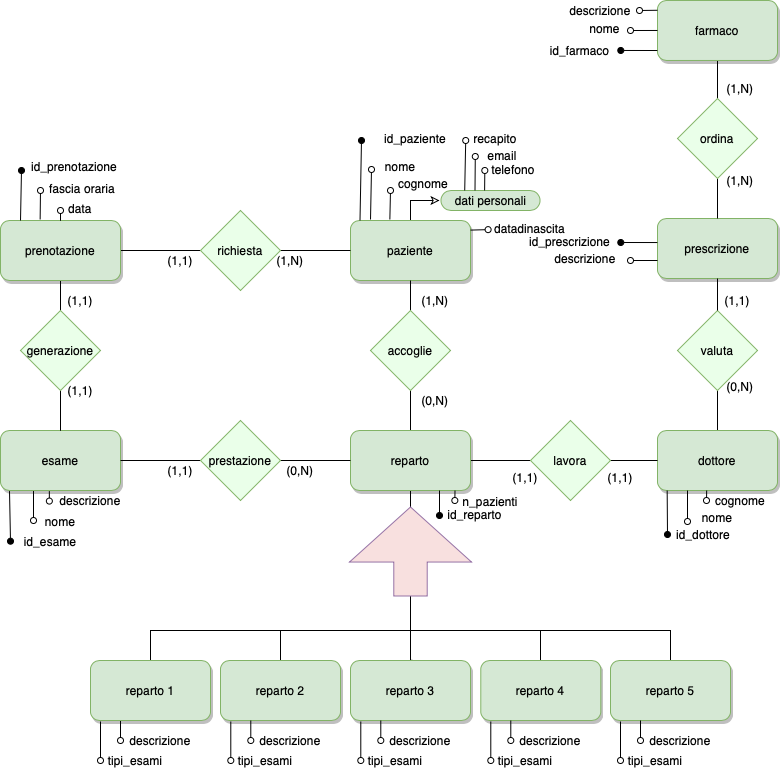 descrizione
nome
id_farmaco
farmaco
(1,N)
ordina
(1,N)
id_prenotazione
fascia oraria
data
id_paziente
nome
cognome
recapito
email
telefono
dati personali
datadinascita
id_prescrizione
descrizione
prenotazione
(1,1)
richiesta
(1,N)
paziente
prescrizione
(1,1)
generazione
(1,1)
(1,N)
accoglie
(0,N)
(1,1)
valuta
(0,N)
esame
(1,1)
prestazione
(0,N)
reparto
(1,1)
lavora
(1,1)
dottore
descrizione
nome
id_esame
n_pazienti
id_reparto
cognome
nome
id_dottore
reparto 1
reparto 2
reparto 3
reparto 4
reparto 5
descrizione
tipi_esami
descrizione
tipi_esami
descrizione
tipi_esami
descrizione
tipi_esami
descrizione
tipi_esami